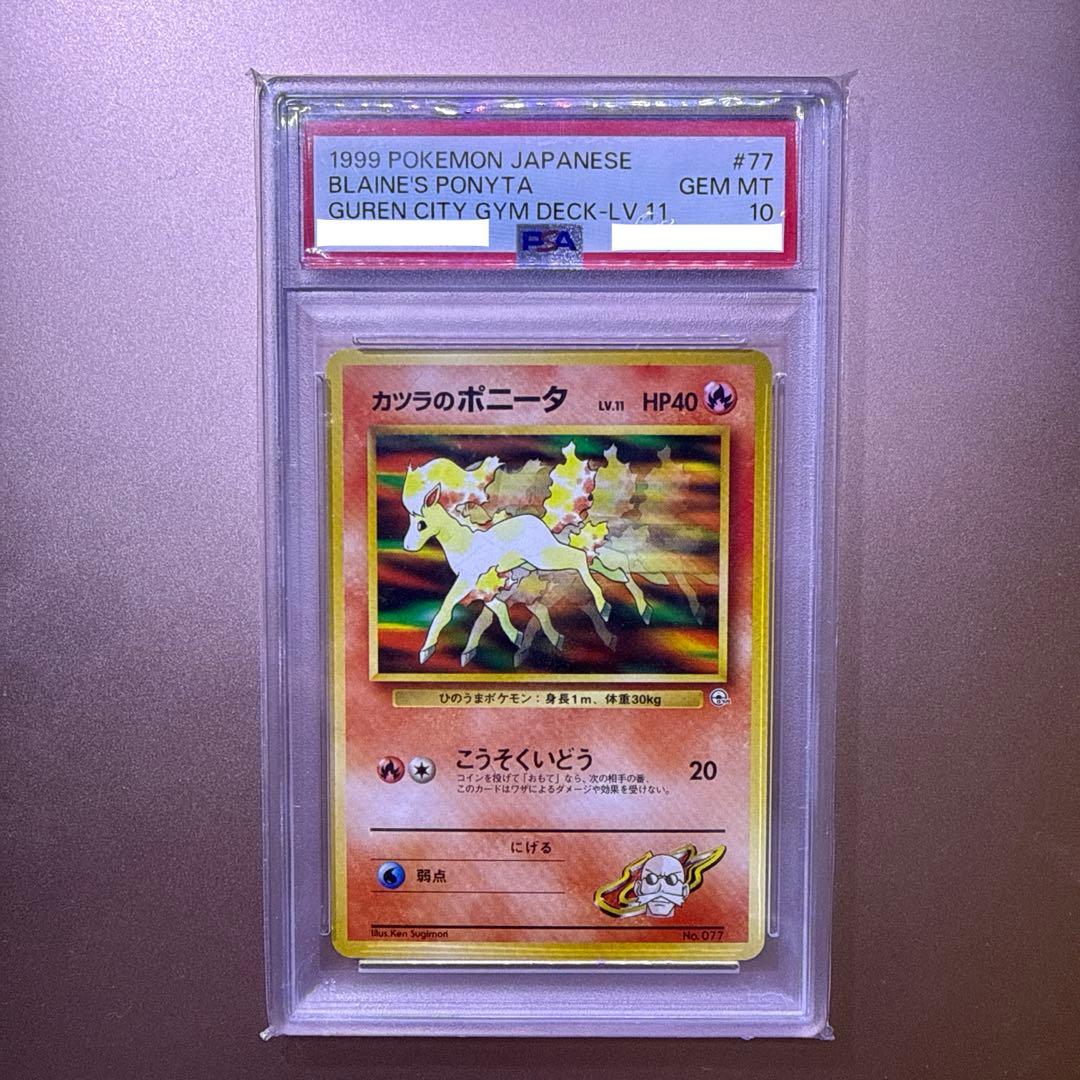 1999 POKEMON JAPANESE #77
BLAINE'S PONYTA GEM MT
GUREN CITY GYM DECK-LV.11 10
PSA
カツラのポニータ LV.11 HP40
ひのうまポケモン:身長1m、体重30kg
こうそくいどう 20
コインを投げて「おもて」なら、次の相手の番、
このカードはワザによるダメージや効果を受けない。
にげる
弱点
Illus.Ken Sugimori No.077